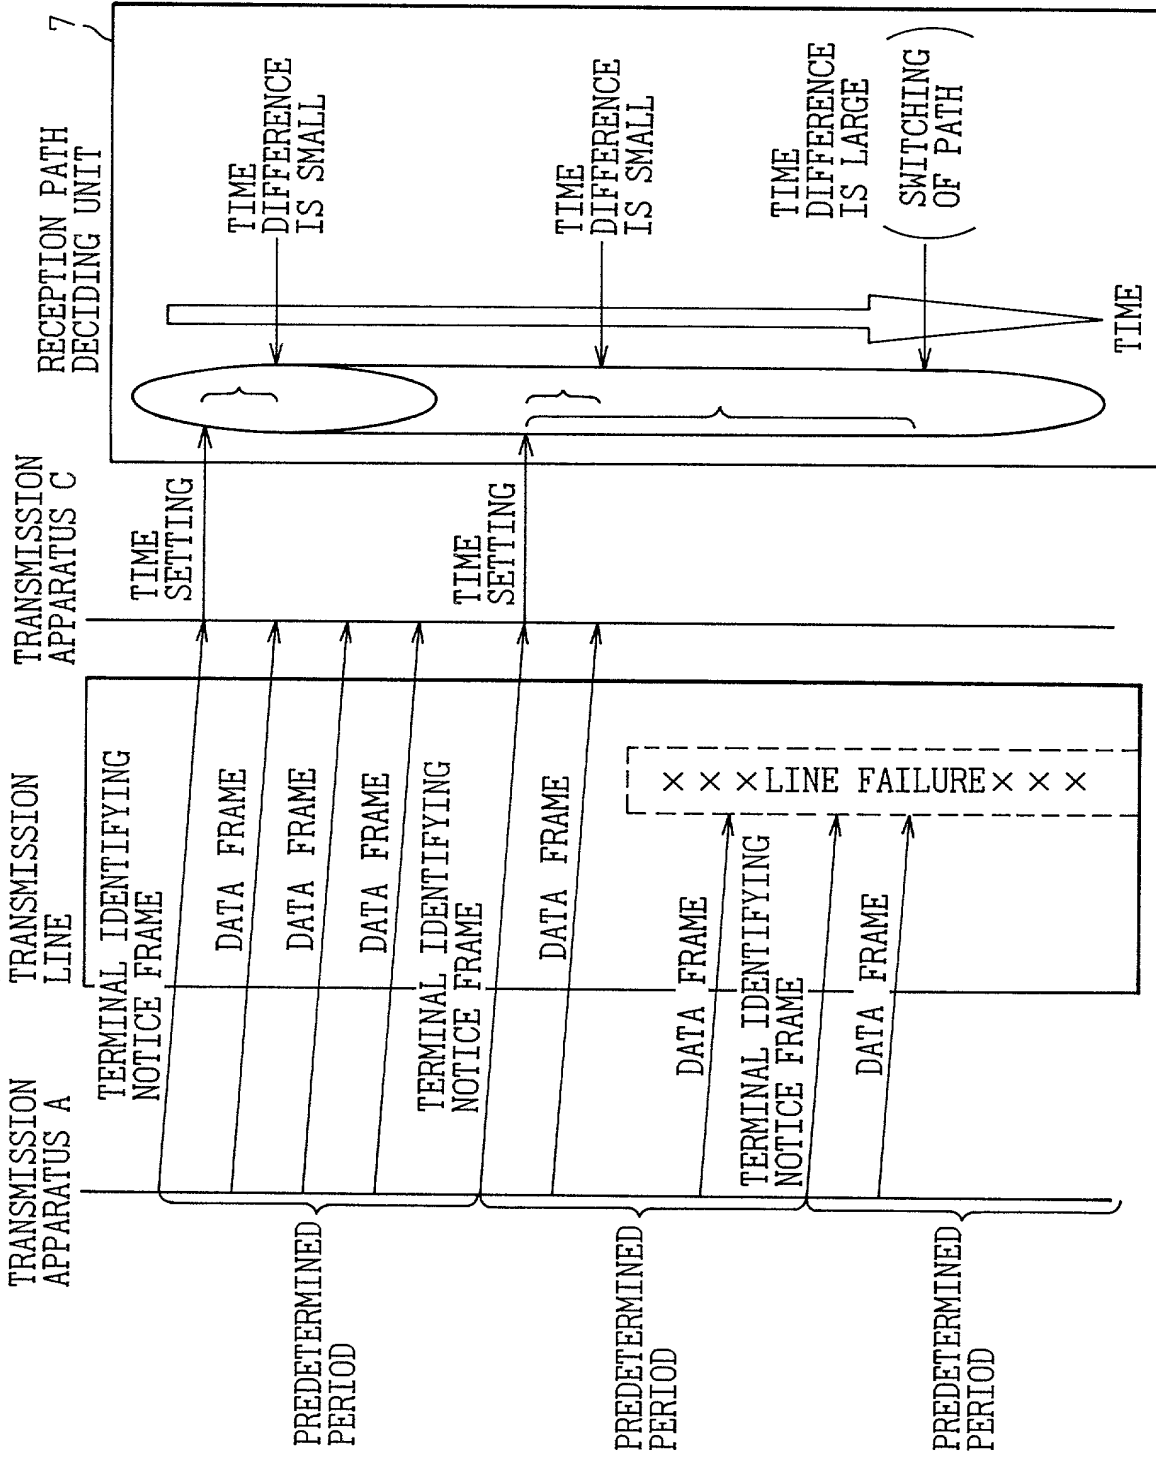 TRANSMISSION
APPARATUS A
TRANSMISSION
LINE
TRANSMISSION
APPARATUS C
RECEPTION PATH
DECIDING UNIT
7
TERMINAL IDENTIFYING
NOTICE FRAME
TIME
SETTING
DATA FRAME
TIME
DIFFERENCE
IS SMALL
DATA FRAME
PREDETERMINED
PERIOD
DATA FRAME
TERMINAL IDENTIFYING
NOTICE FRAME
TIME
SETTING
DATA FRAME
TIME
DIFFERENCE
IS SMALL
PREDETERMINED
PERIOD
DATA FRAME
× × × LINE FAILURE × × ×
TERMINAL IDENTIFYING
NOTICE FRAME
TIME
DIFFERENCE
IS LARGE
DATA FRAME
(SWITCHING
OF PATH)
PREDETERMINED
PERIOD
TIME